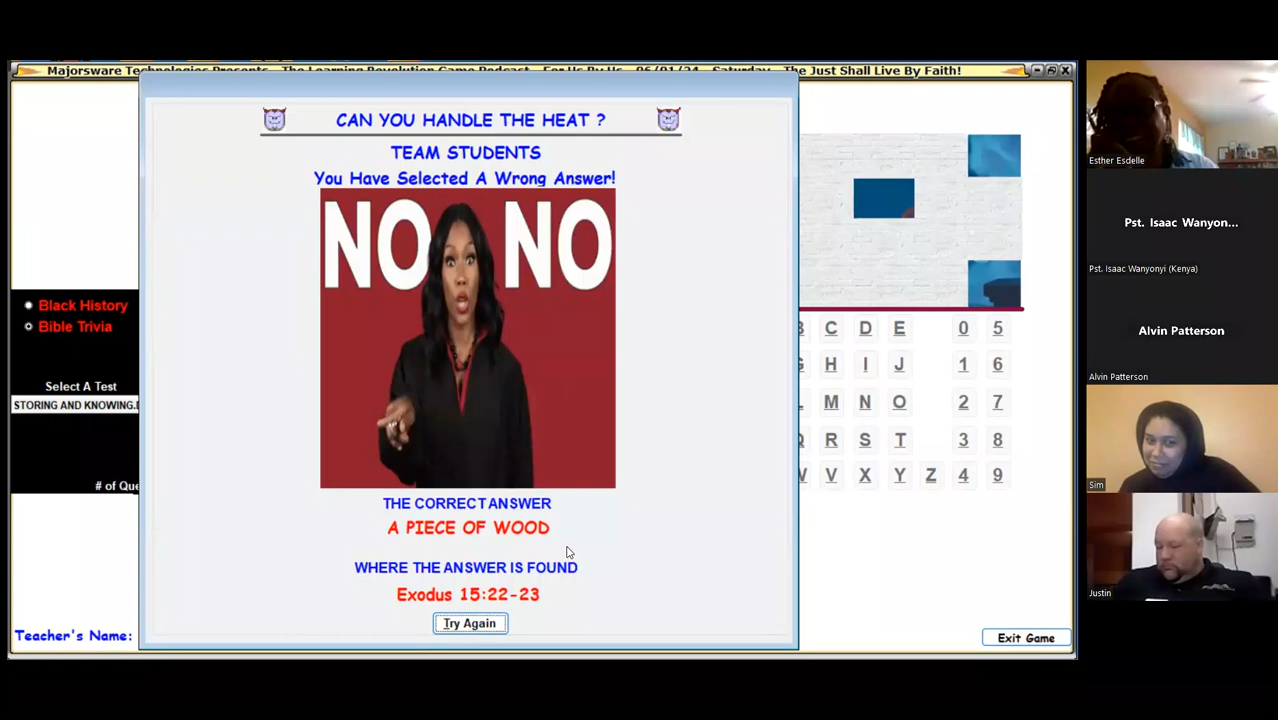 Majorsware Technologies Presents - The Learning Revolution Game Podcast - For Us By Us - 06/01/24 - Saturday - The Just Shall Live By Faith!
CAN YOU HANDLE THE HEAT ?
TEAM STUDENTS
You Have Selected A Wrong Answer!
NO NO
THE CORRECT ANSWER
A PIECE OF WOOD
WHERE THE ANSWER IS FOUND
Exodus 15:22-23
Try Again
Black History
Bible Trivia
Select A Test
STORING AND KNOWING.
# of Que
Teacher's Name:
C D E 0 5
H I J 1 6
M N O 2 7
R S T 3 8
V X Y Z 4 9
Exit Game
Esther Esdelle
Pst. Isaac Wanyon...
Pst. Isaac Wanyonyi (Kenya)
Alvin Patterson
Alvin Patterson
Sim
Justin